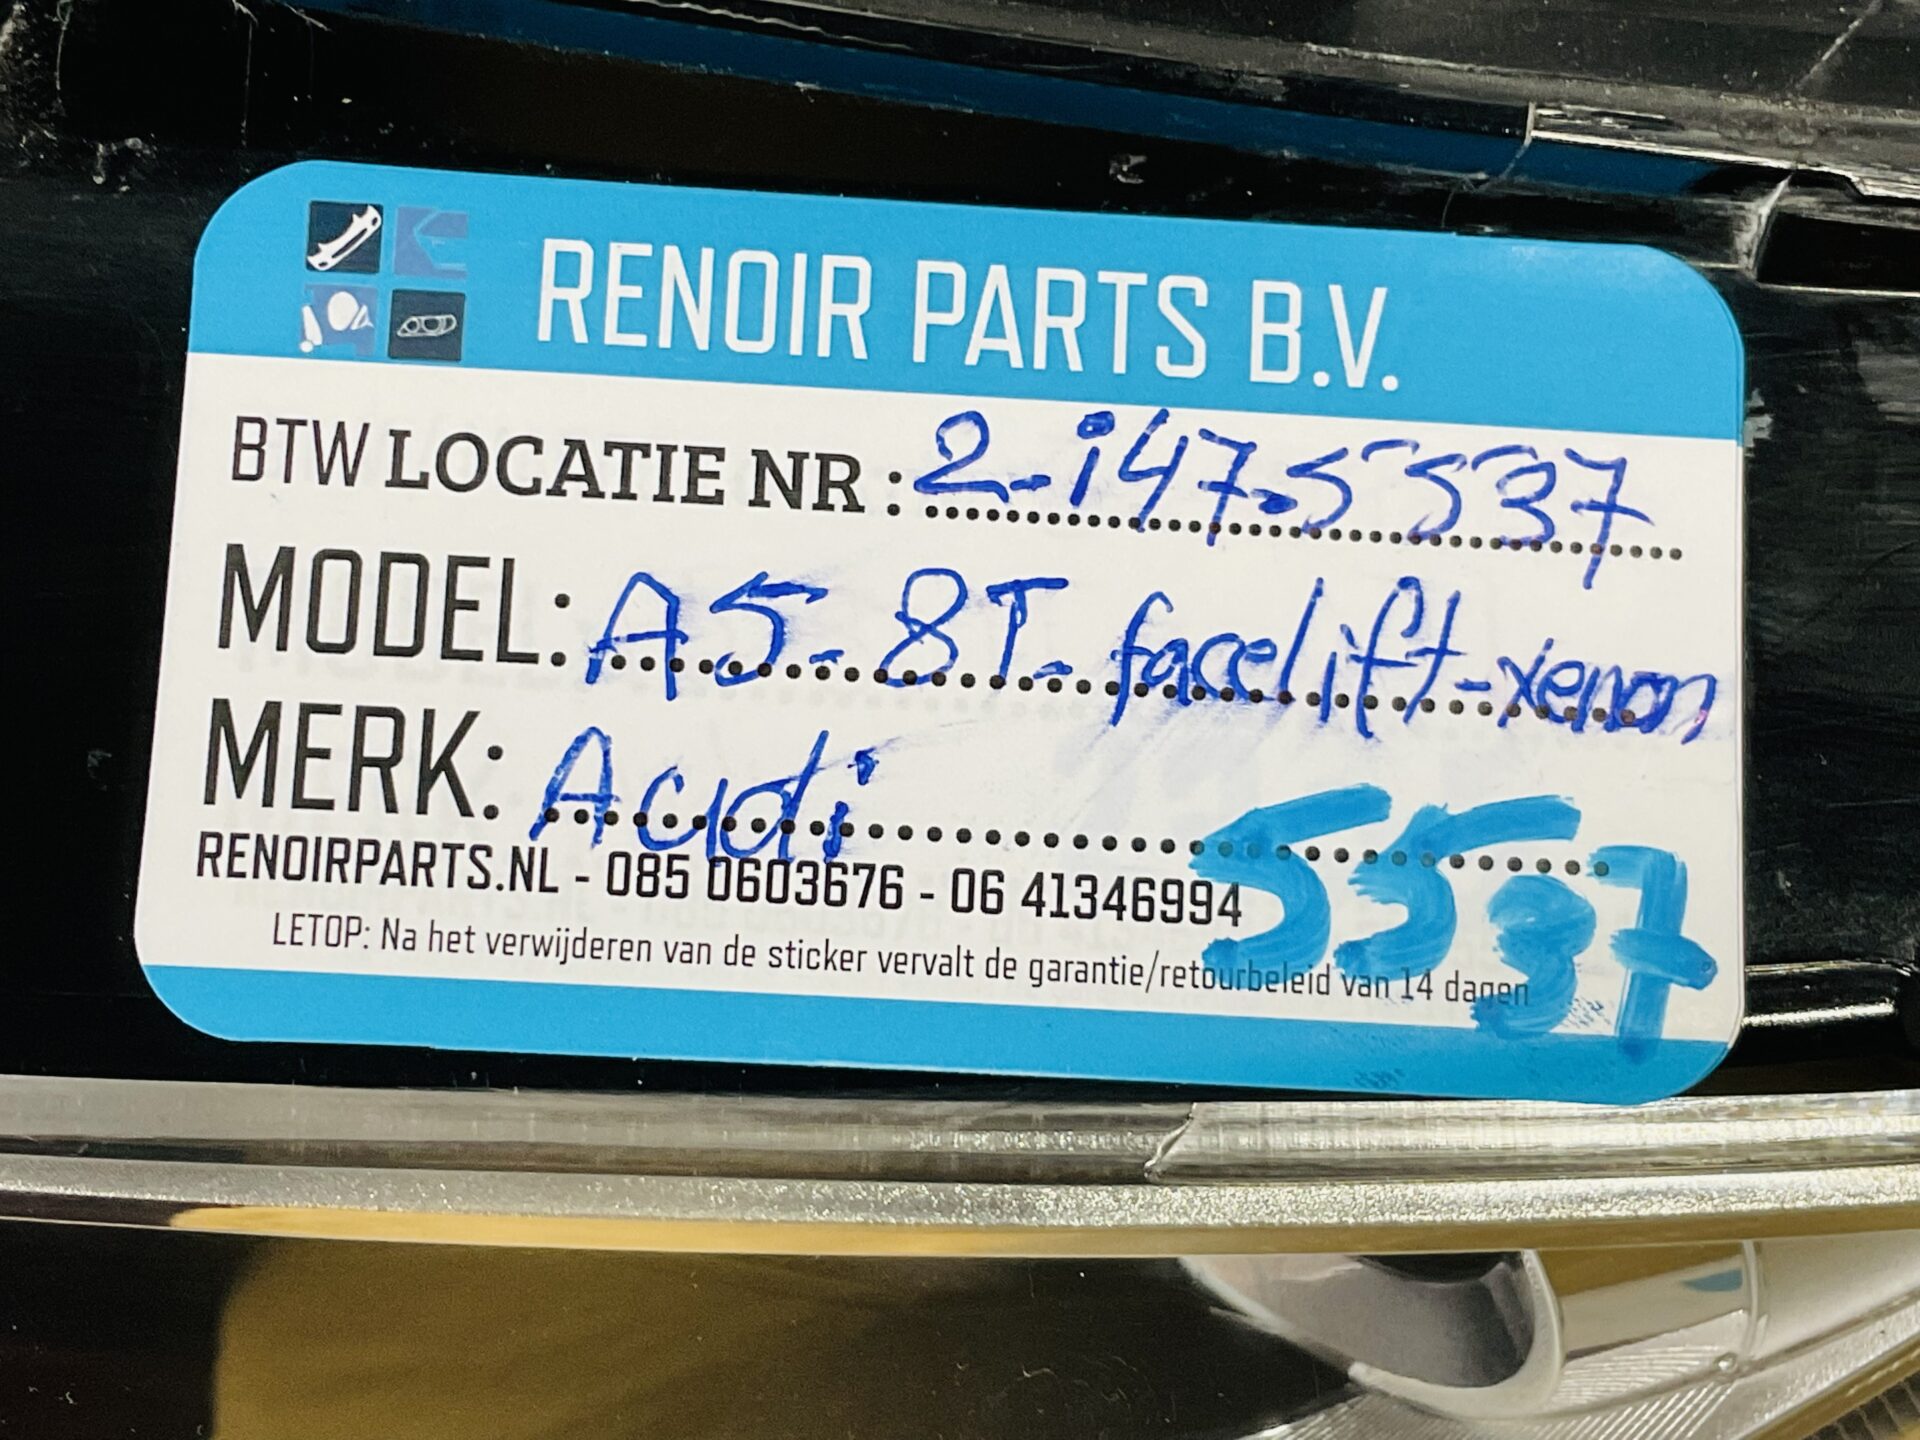 RENOIR PARTS B.V.
BTW LOCATIE NR : 2-i47-5537
MODEL: A5-8T-facelift-xenon
MERK: Audi
5537
RENOIRPARTS.NL - 085 0603676 - 06 41346994
LETOP: Na het verwijderen van de sticker vervalt de garantie/retourbeleid van 14 dagen